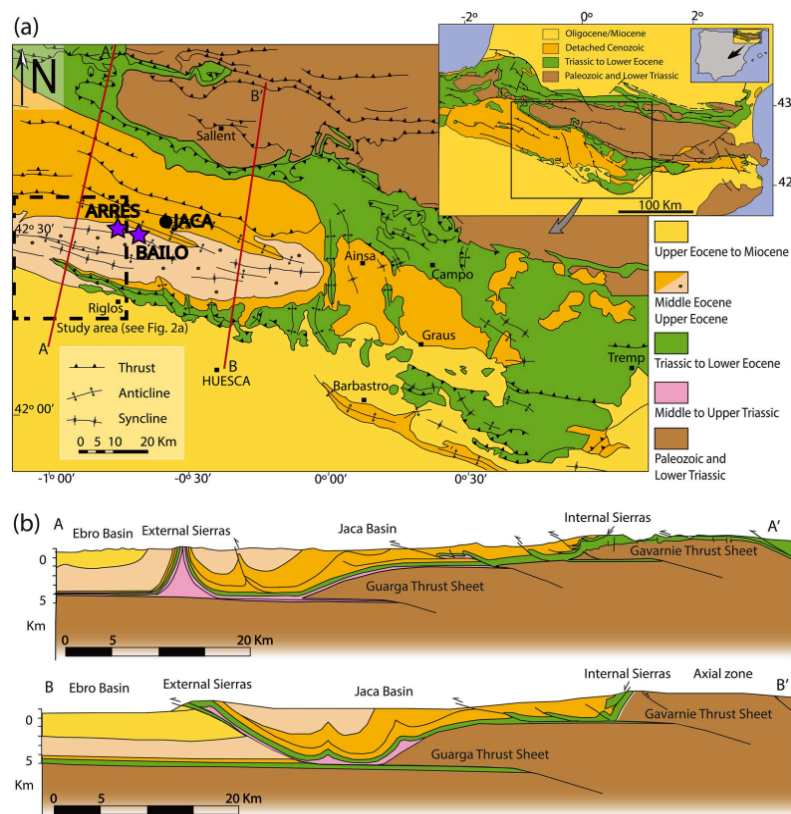 (a)
-2°
0°
2°
Oligocene/Miocene
Detached Cenozoic
Triassic to Lower Eocene
Paleozoic and Lower Triassic
43
42
100 Km
N
A'
B'
Sallent
ARRES
JACA
42° 30'
BAILO
Ainsa
Campo
Riglos
Study area (see Fig. 2a)
Graus
A
B
HUESCA
Tremp
Barbastro
Thrust
Anticline
Syncline
0 5 10 20 Km
42° 00'
-1° 00'
-0° 30'
0° 00'
0°30'
Upper Eocene to Miocene
Middle Eocene
Upper Eocene
Triassic to Lower Eocene
Middle to Upper Triassic
Paleozoic and
Lower Triassic
(b)
A
External Sierras
Internal Sierras
A'
Ebro Basin
Jaca Basin
Gavarnie Thrust Sheet
Guarga Thrust Sheet
0
5
Km
0 5 10 20 Km
B
External Sierras
Internal Sierras
Axial zone
B'
Ebro Basin
Jaca Basin
Gavarnie Thrust Sheet
Guarga Thrust Sheet
0
5
Km
0 5 10 20 Km